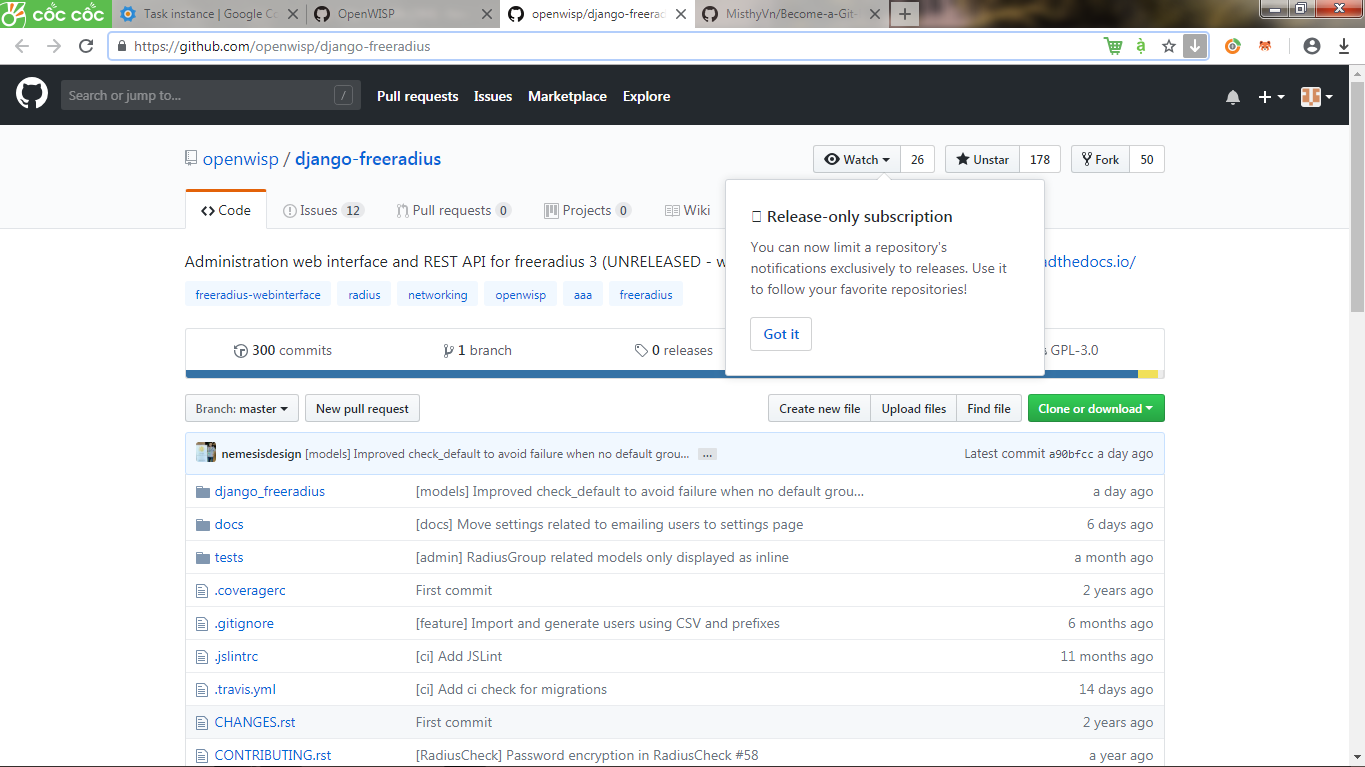 cốc cốc Task instance | Google Co OpenWISP openwisp/django-freerad MisthyVn/Become-a-Git-
https://github.com/openwisp/django-freeradius
Search or jump to... / Pull requests Issues Marketplace Explore
openwisp / django-freeradius Watch 26 Unstar 178 Fork 50
Code Issues 12 Pull requests 0 Projects 0 Wiki
Release-only subscription
You can now limit a repository's
notifications exclusively to releases. Use it
to follow your favorite repositories!
Got it
Administration web interface and REST API for freeradius 3 (UNRELEASED - w adthedocs.io/
freeradius-webinterface radius networking openwisp aaa freeradius
300 commits 1 branch 0 releases GPL-3.0
Branch: master New pull request Create new file Upload files Find file Clone or download
nemesisdesign [models] Improved check_default to avoid failure when no default grou... ... Latest commit a90bfcc a day ago
django_freeradius [models] Improved check_default to avoid failure when no default grou... a day ago
docs [docs] Move settings related to emailing users to settings page 6 days ago
tests [admin] RadiusGroup related models only displayed as inline a month ago
.coveragerc First commit 2 years ago
.gitignore [feature] Import and generate users using CSV and prefixes 6 months ago
.jslintrc [ci] Add JSLint 11 months ago
.travis.yml [ci] Add ci check for migrations 14 days ago
CHANGES.rst First commit 2 years ago
CONTRIBUTING.rst [RadiusCheck] Password encryption in RadiusCheck #58 a year ago